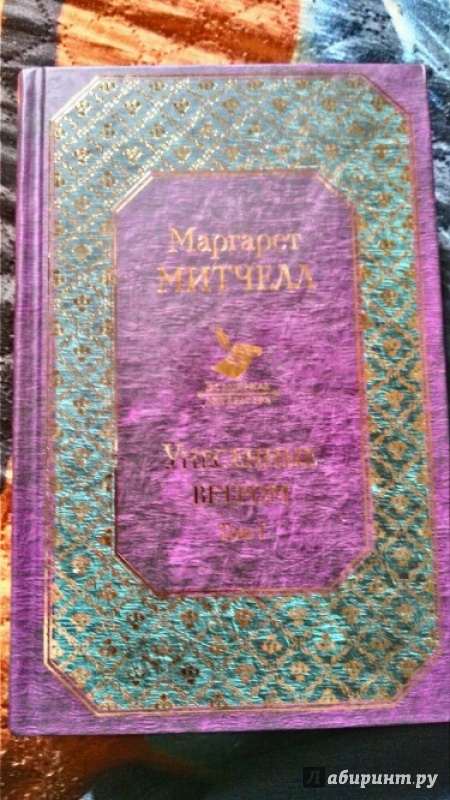 Маргарет
МИТЧЕЛЛ
Унесенные
ветром
Том 1
Лабиринт.ру